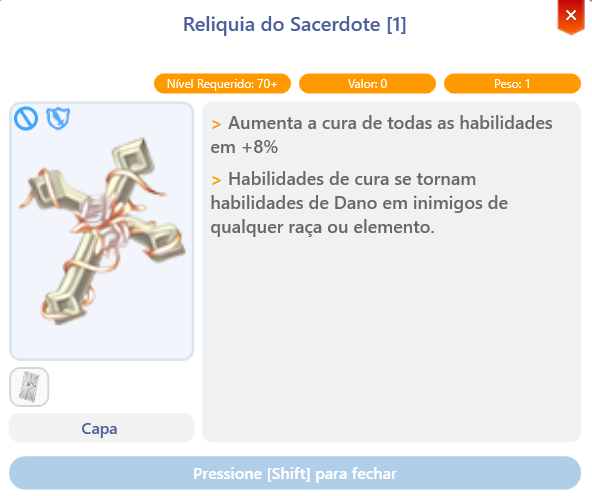 Reliquia do Sacerdote [1]
Nível Requerido: 70+
Valor: 0
Peso: 1
> Aumenta a cura de todas as habilidades
em +8%
> Habilidades de cura se tornam
habilidades de Dano em inimigos de
qualquer raça ou elemento.
Capa
Pressione [Shift] para fechar